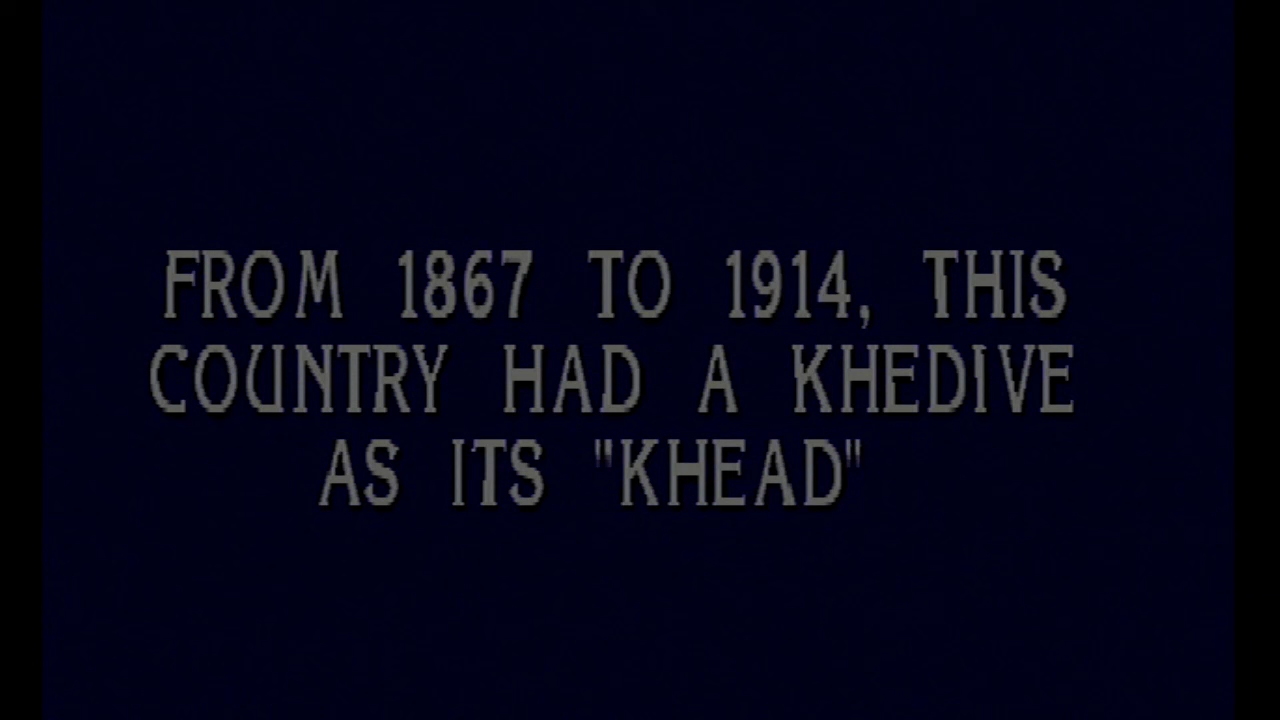 FROM 1867 TO 1914, THIS
COUNTRY HAD A KHEDIVE
AS ITS "KHEAD"